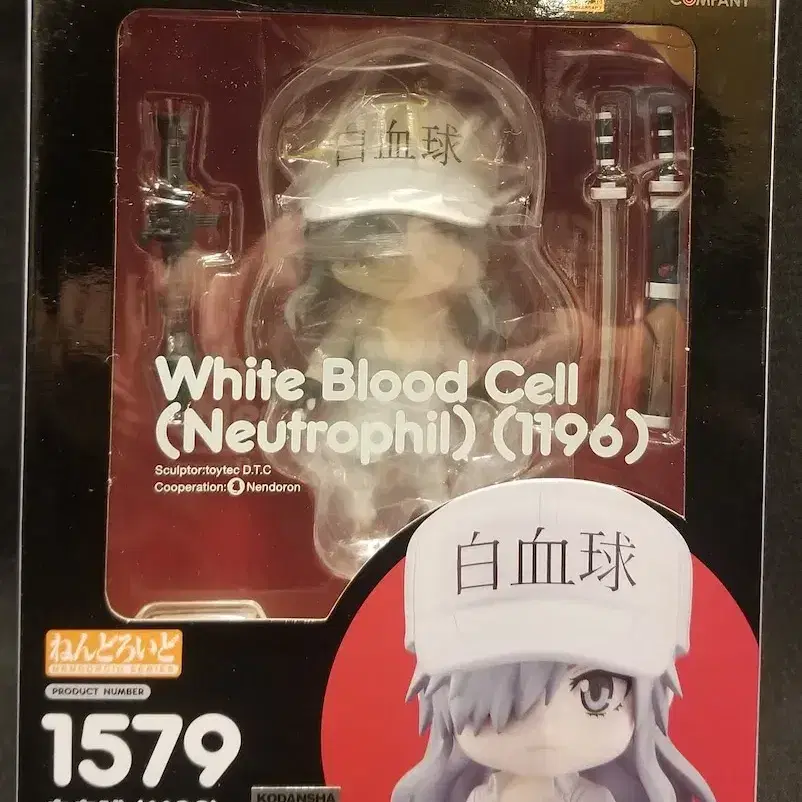 COMPANY
白血球
White Blood Cell
(Neutrophil) (1196)
Sculptor:toytec D.T.C
Cooperation: Nendoron
白血球
ねんどろいど
NENDOROID SERIES
PRODUCT NUMBER
1579
KODANSHA